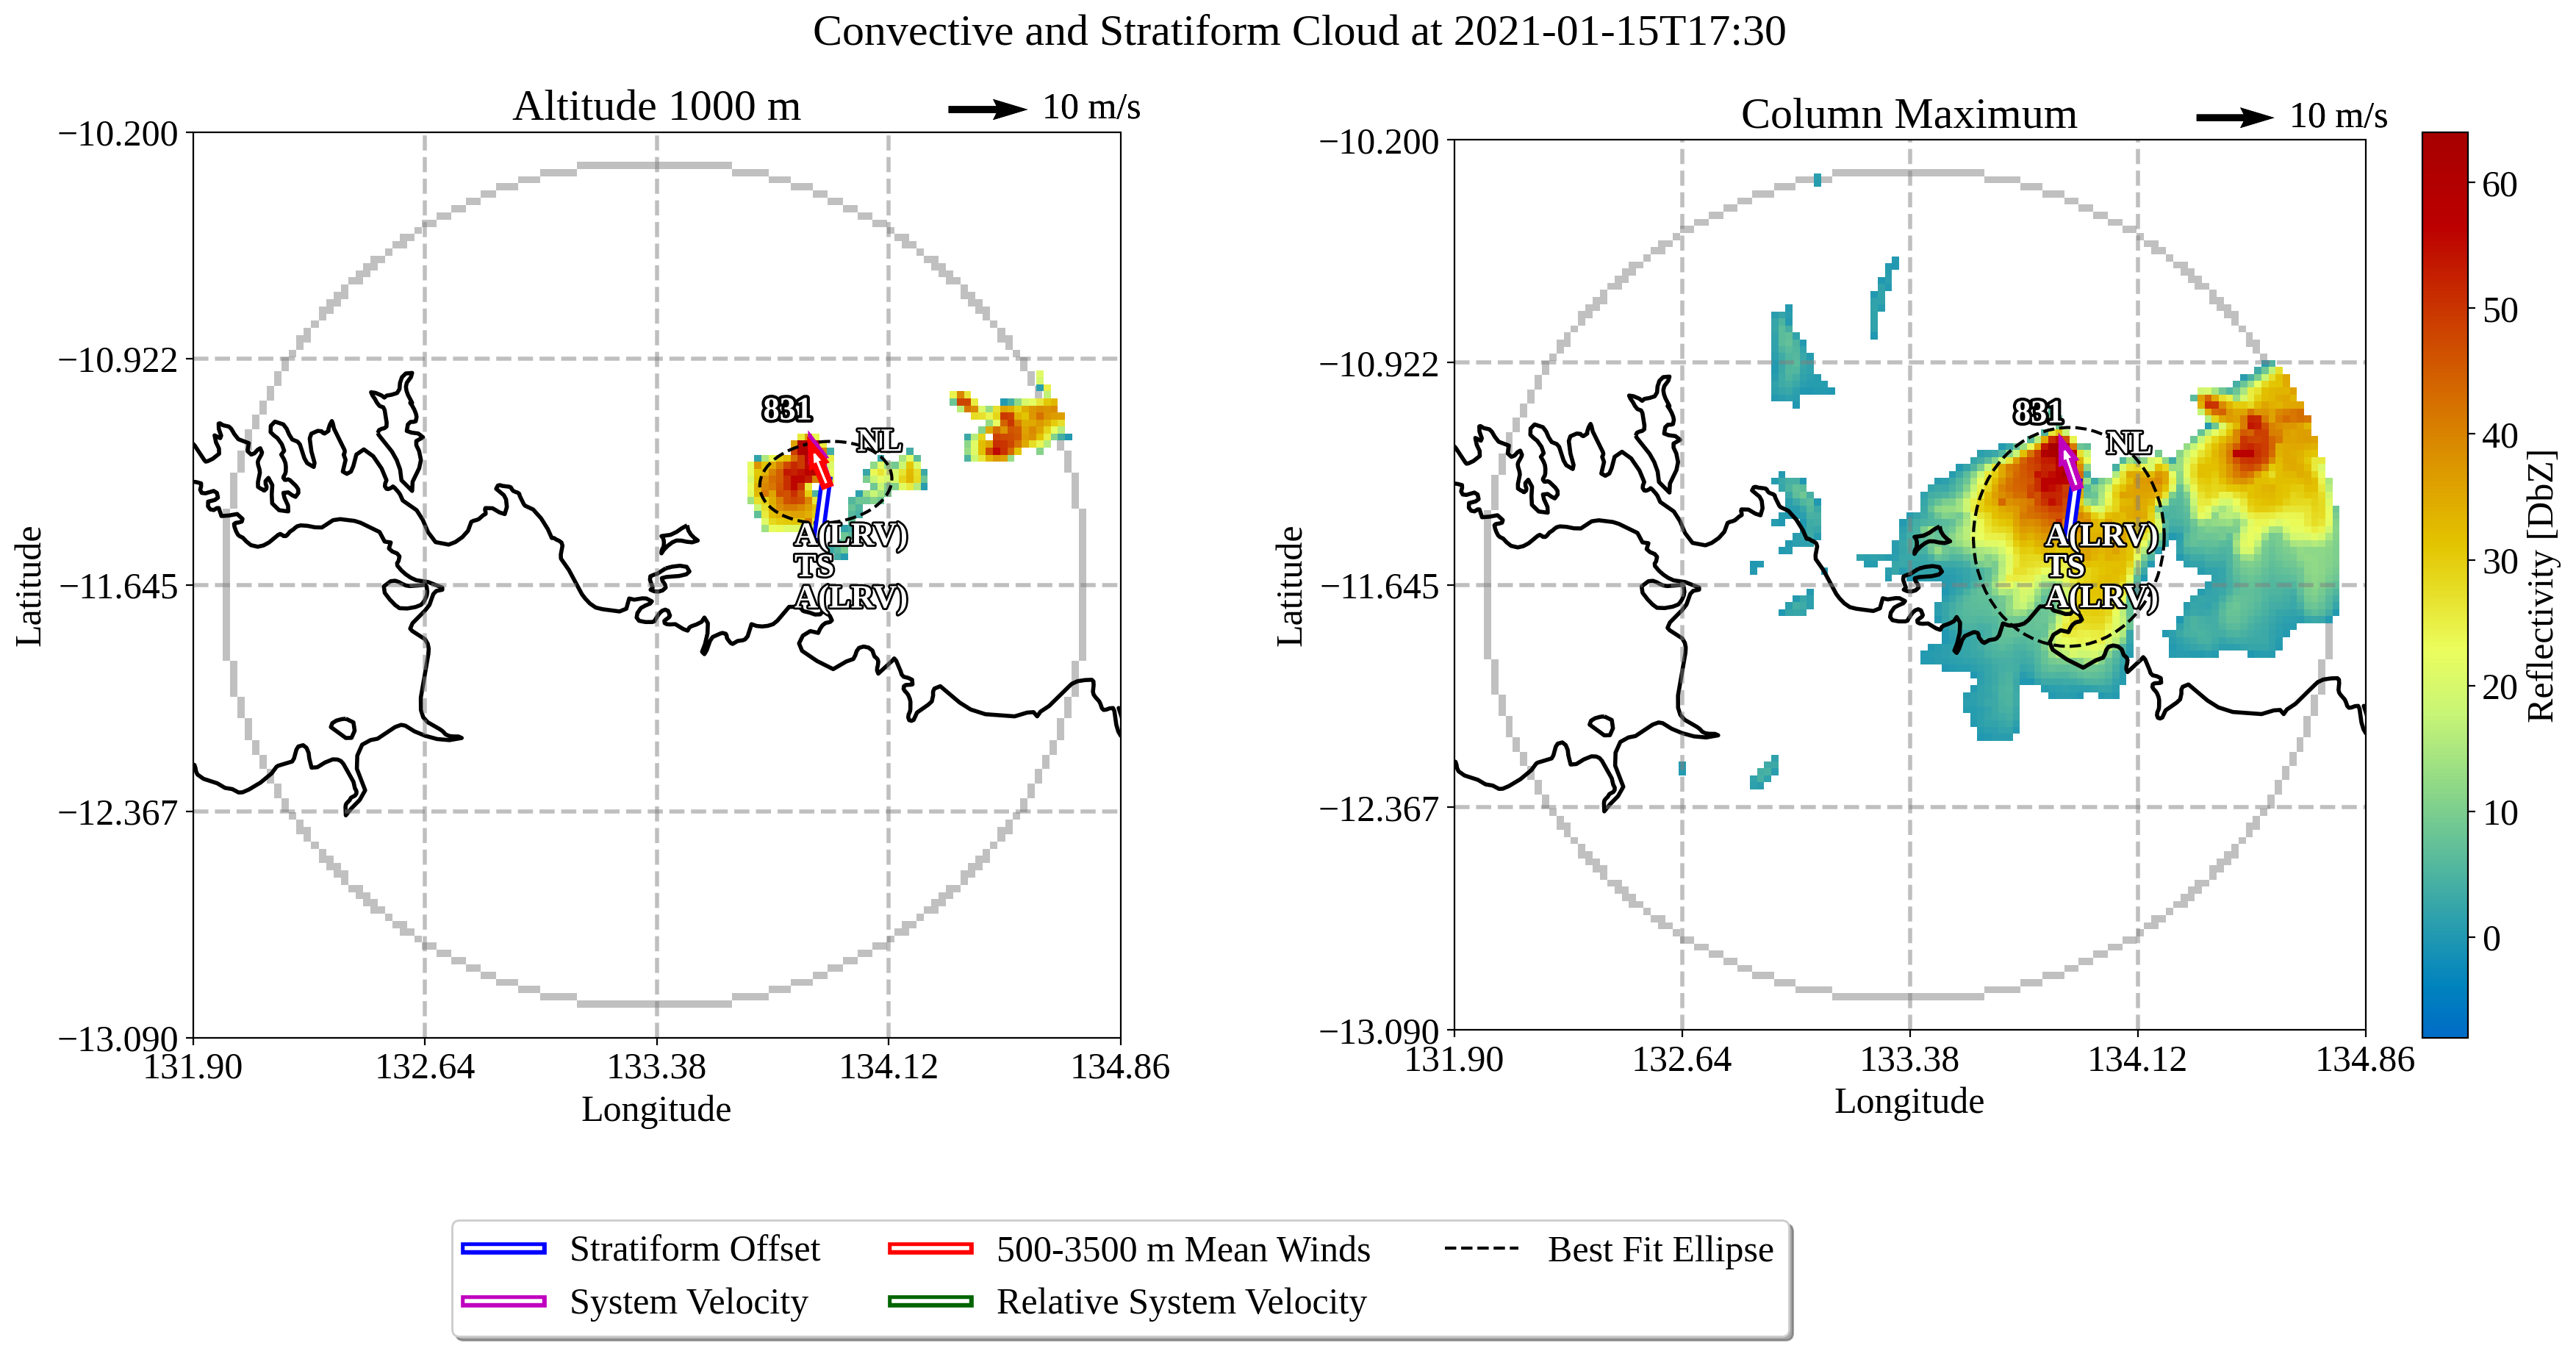 Convective and Stratiform Cloud at 2021-01-15T17:30
Altitude 1000 m
10 m/s
−10.200
−10.922
−11.645
−12.367
−13.090
Latitude
831
NL
A(LRV)
TS
A(LRV)
131.90
132.64
133.38
134.12
134.86
Longitude
Column Maximum
10 m/s
−10.200
−10.922
−11.645
−12.367
−13.090
Latitude
831
NL
A(LRV)
TS
A(LRV)
131.90
132.64
133.38
134.12
134.86
Longitude
60
50
40
30
20
10
0
Reflectivity [DbZ]
Stratiform Offset
System Velocity
500-3500 m Mean Winds
Relative System Velocity
Best Fit Ellipse